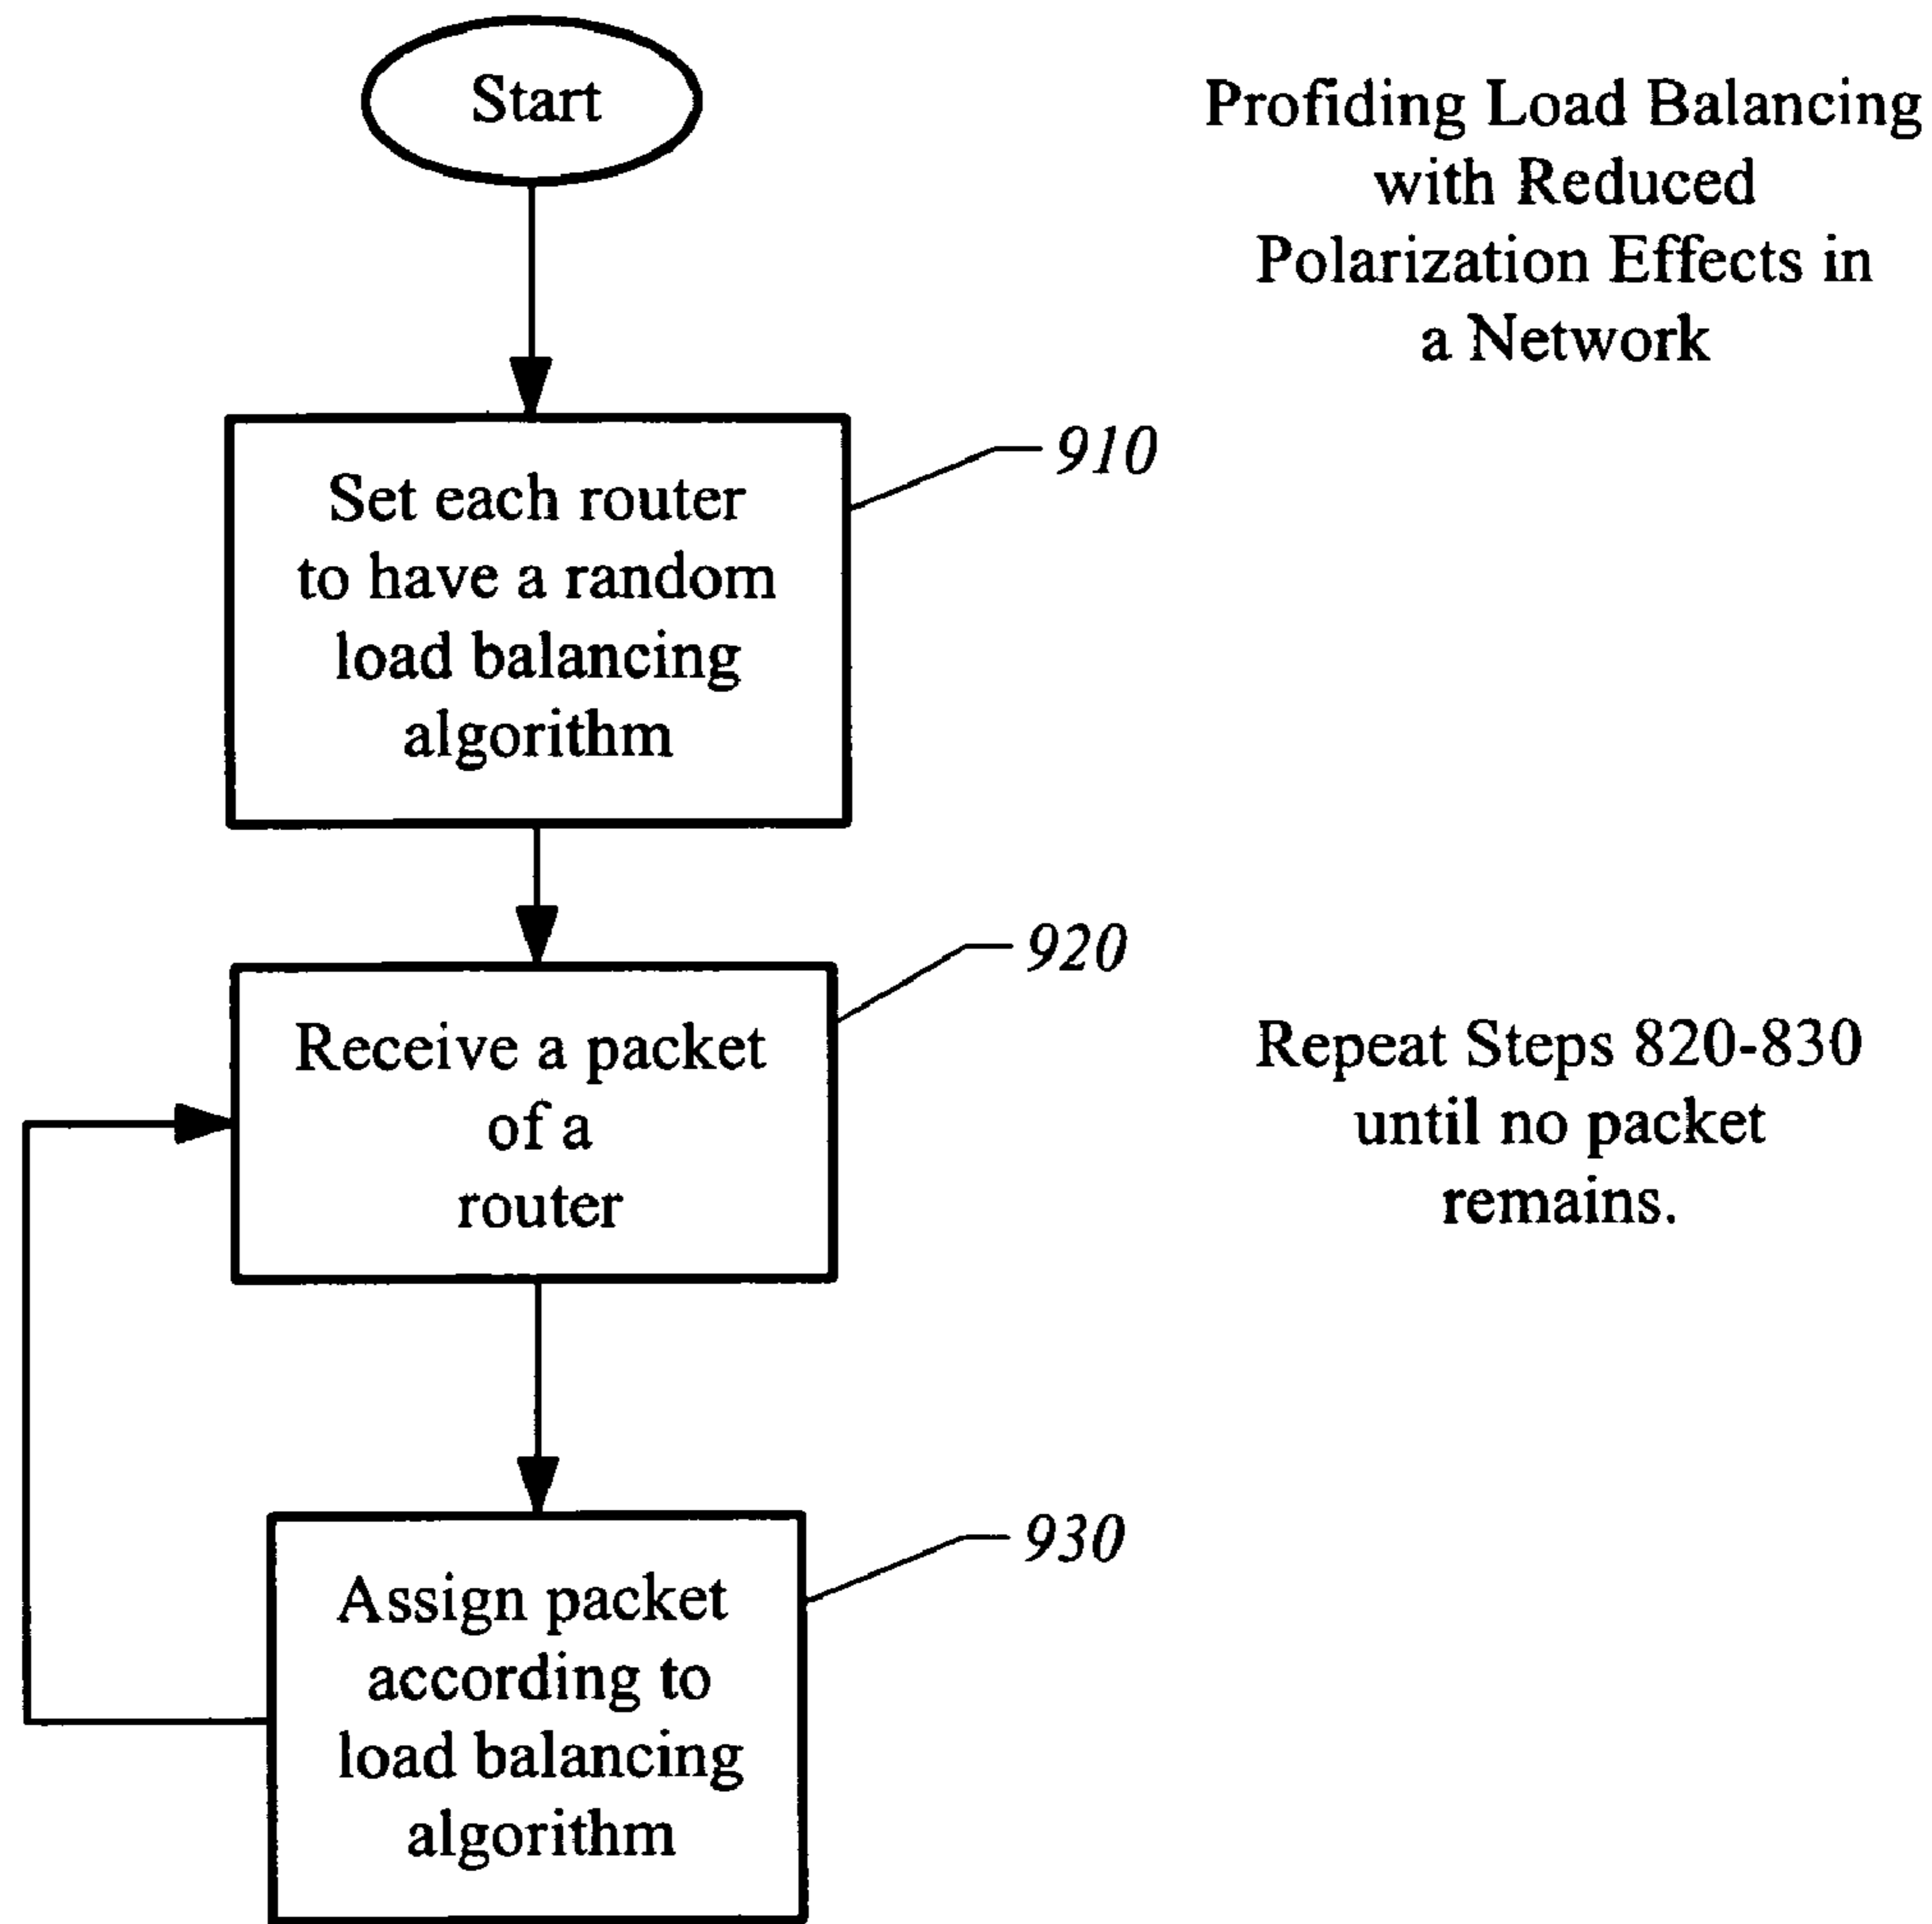 Start
Profiding Load Balancing
with Reduced
Polarization Effects in
a Network
910
Set each router
to have a random
load balancing
algorithm
920
Receive a packet
of a
router
Repeat Steps 820-830
until no packet
remains.
930
Assign packet
according to
load balancing
algorithm